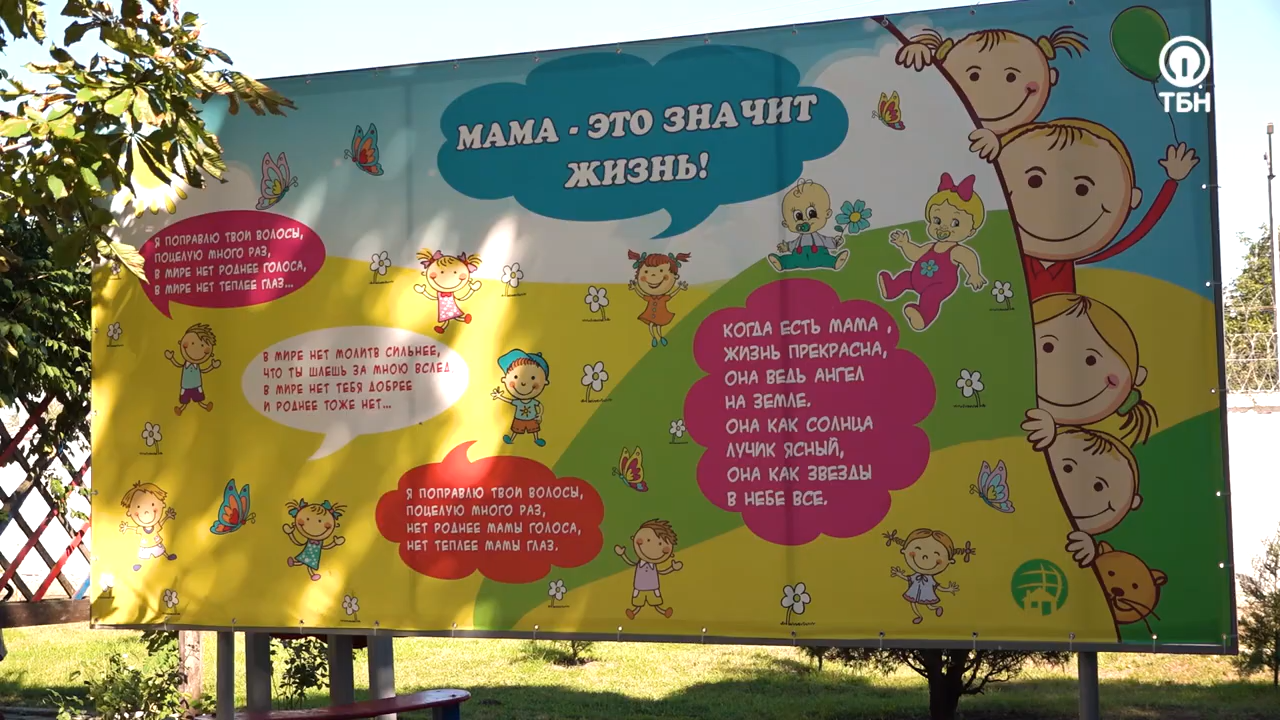 МАМА - ЭТО ЗНАЧИТ
ЖИЗНЬ!
ТБН
Я ПОПРАВЛЮ ТВОИ ВОЛОСЫ,
ПОЦЕЛУЮ МНОГО РАЗ,
В МИРЕ НЕТ РОДНЕЕ ГОЛОСА,
В МИРЕ НЕТ ТЕПЛЕЕ ГЛАЗ...
В МИРЕ НЕТ МОЛИТВ СИЛЬНЕЕ,
ЧТО ТЫ ШЛЕШЬ ЗА МНОЮ ВСЛЕД
В МИРЕ НЕТ ТЕБЯ ДОБРЕЕ
И РОДНЕЕ ТОЖЕ НЕТ...
Я ПОПРАВЛЮ ТВОИ ВОЛОСЫ,
ПОЦЕЛУЮ МНОГО РАЗ,
НЕТ РОДНЕЕ МАМЫ ГОЛОСА,
НЕТ ТЕПЛЕЕ МАМЫ ГЛАЗ.
КОГДА ЕСТЬ МАМА ,
ЖИЗНЬ ПРЕКРАСНА,
ОНА ВЕДЬ АНГЕЛ
НА ЗЕМЛЕ.
ОНА КАК СОЛНЦА
ЛУЧИК ЯСНЫЙ,
ОНА КАК ЗВЕЗДЫ
В НЕБЕ ВСЕ.